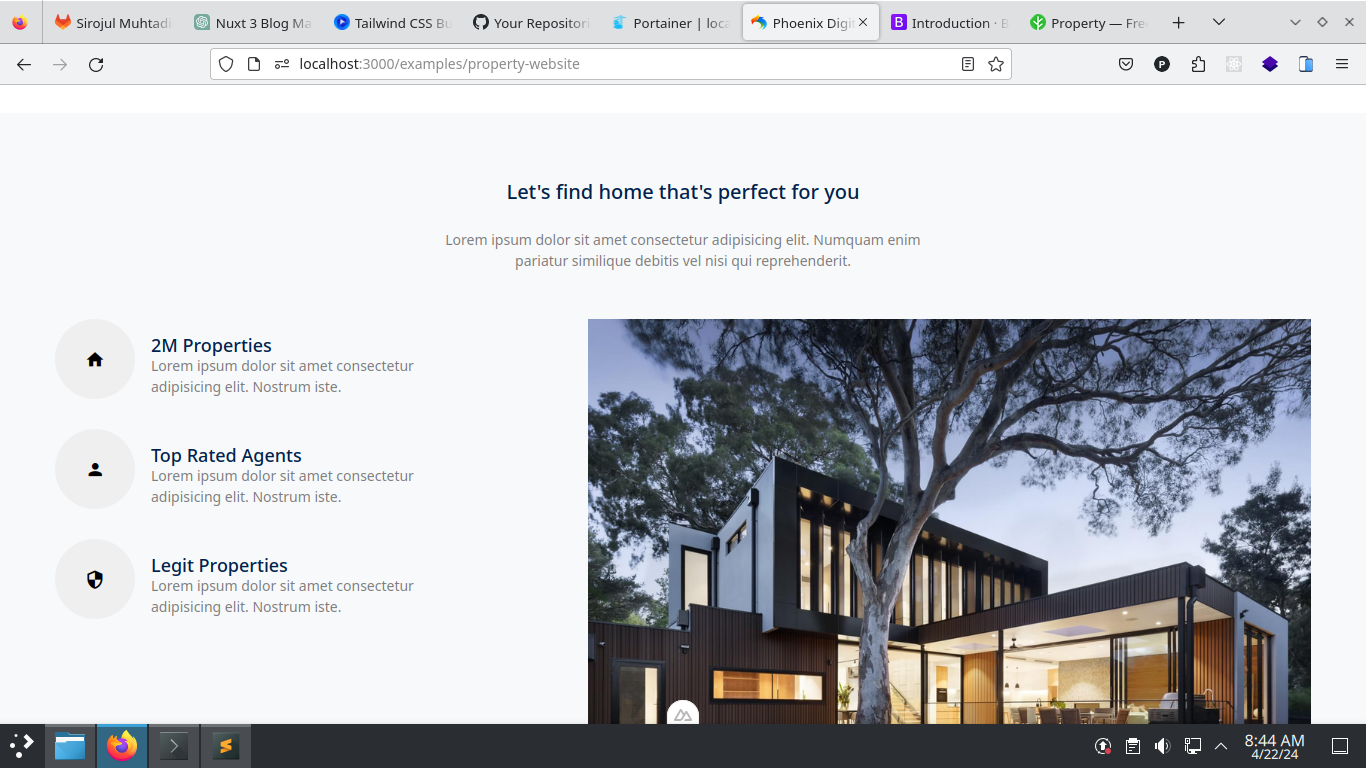 Sirojul Muhtadi
Nuxt 3 Blog Ma
Tailwind CSS Bu
Your Repositori
Portainer | loca
Phoenix Digi
Introduction · B
Property — Free
localhost:3000/examples/property-website
Let's find home that's perfect for you
Lorem ipsum dolor sit amet consectetur adipisicing elit. Numquam enim
pariatur similique debitis vel nisi qui reprehenderit.
2M Properties
Lorem ipsum dolor sit amet consectetur
adipisicing elit. Nostrum iste.
Top Rated Agents
Lorem ipsum dolor sit amet consectetur
adipisicing elit. Nostrum iste.
Legit Properties
Lorem ipsum dolor sit amet consectetur
adipisicing elit. Nostrum iste.
8:44 AM
4/22/24